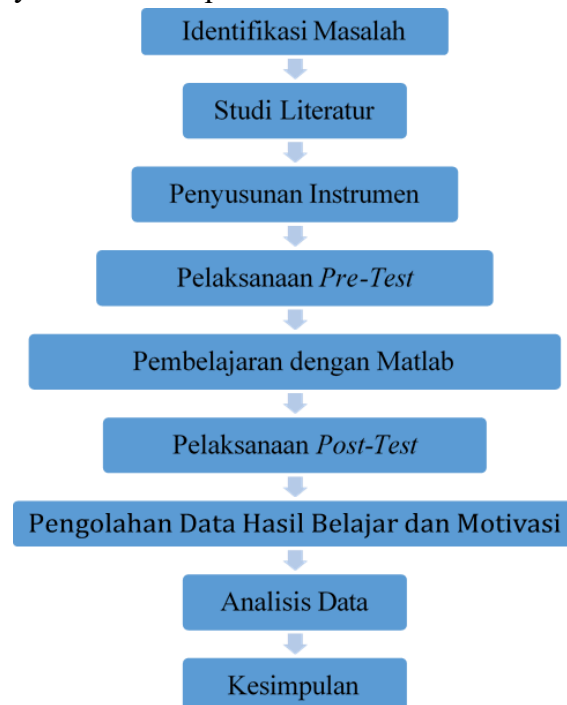 Identifikasi Masalah
Studi Literatur
Penyusunan Instrumen
Pelaksanaan Pre-Test
Pembelajaran dengan Matlab
Pelaksanaan Post-Test
Pengolahan Data Hasil Belajar dan Motivasi
Analisis Data
Kesimpulan